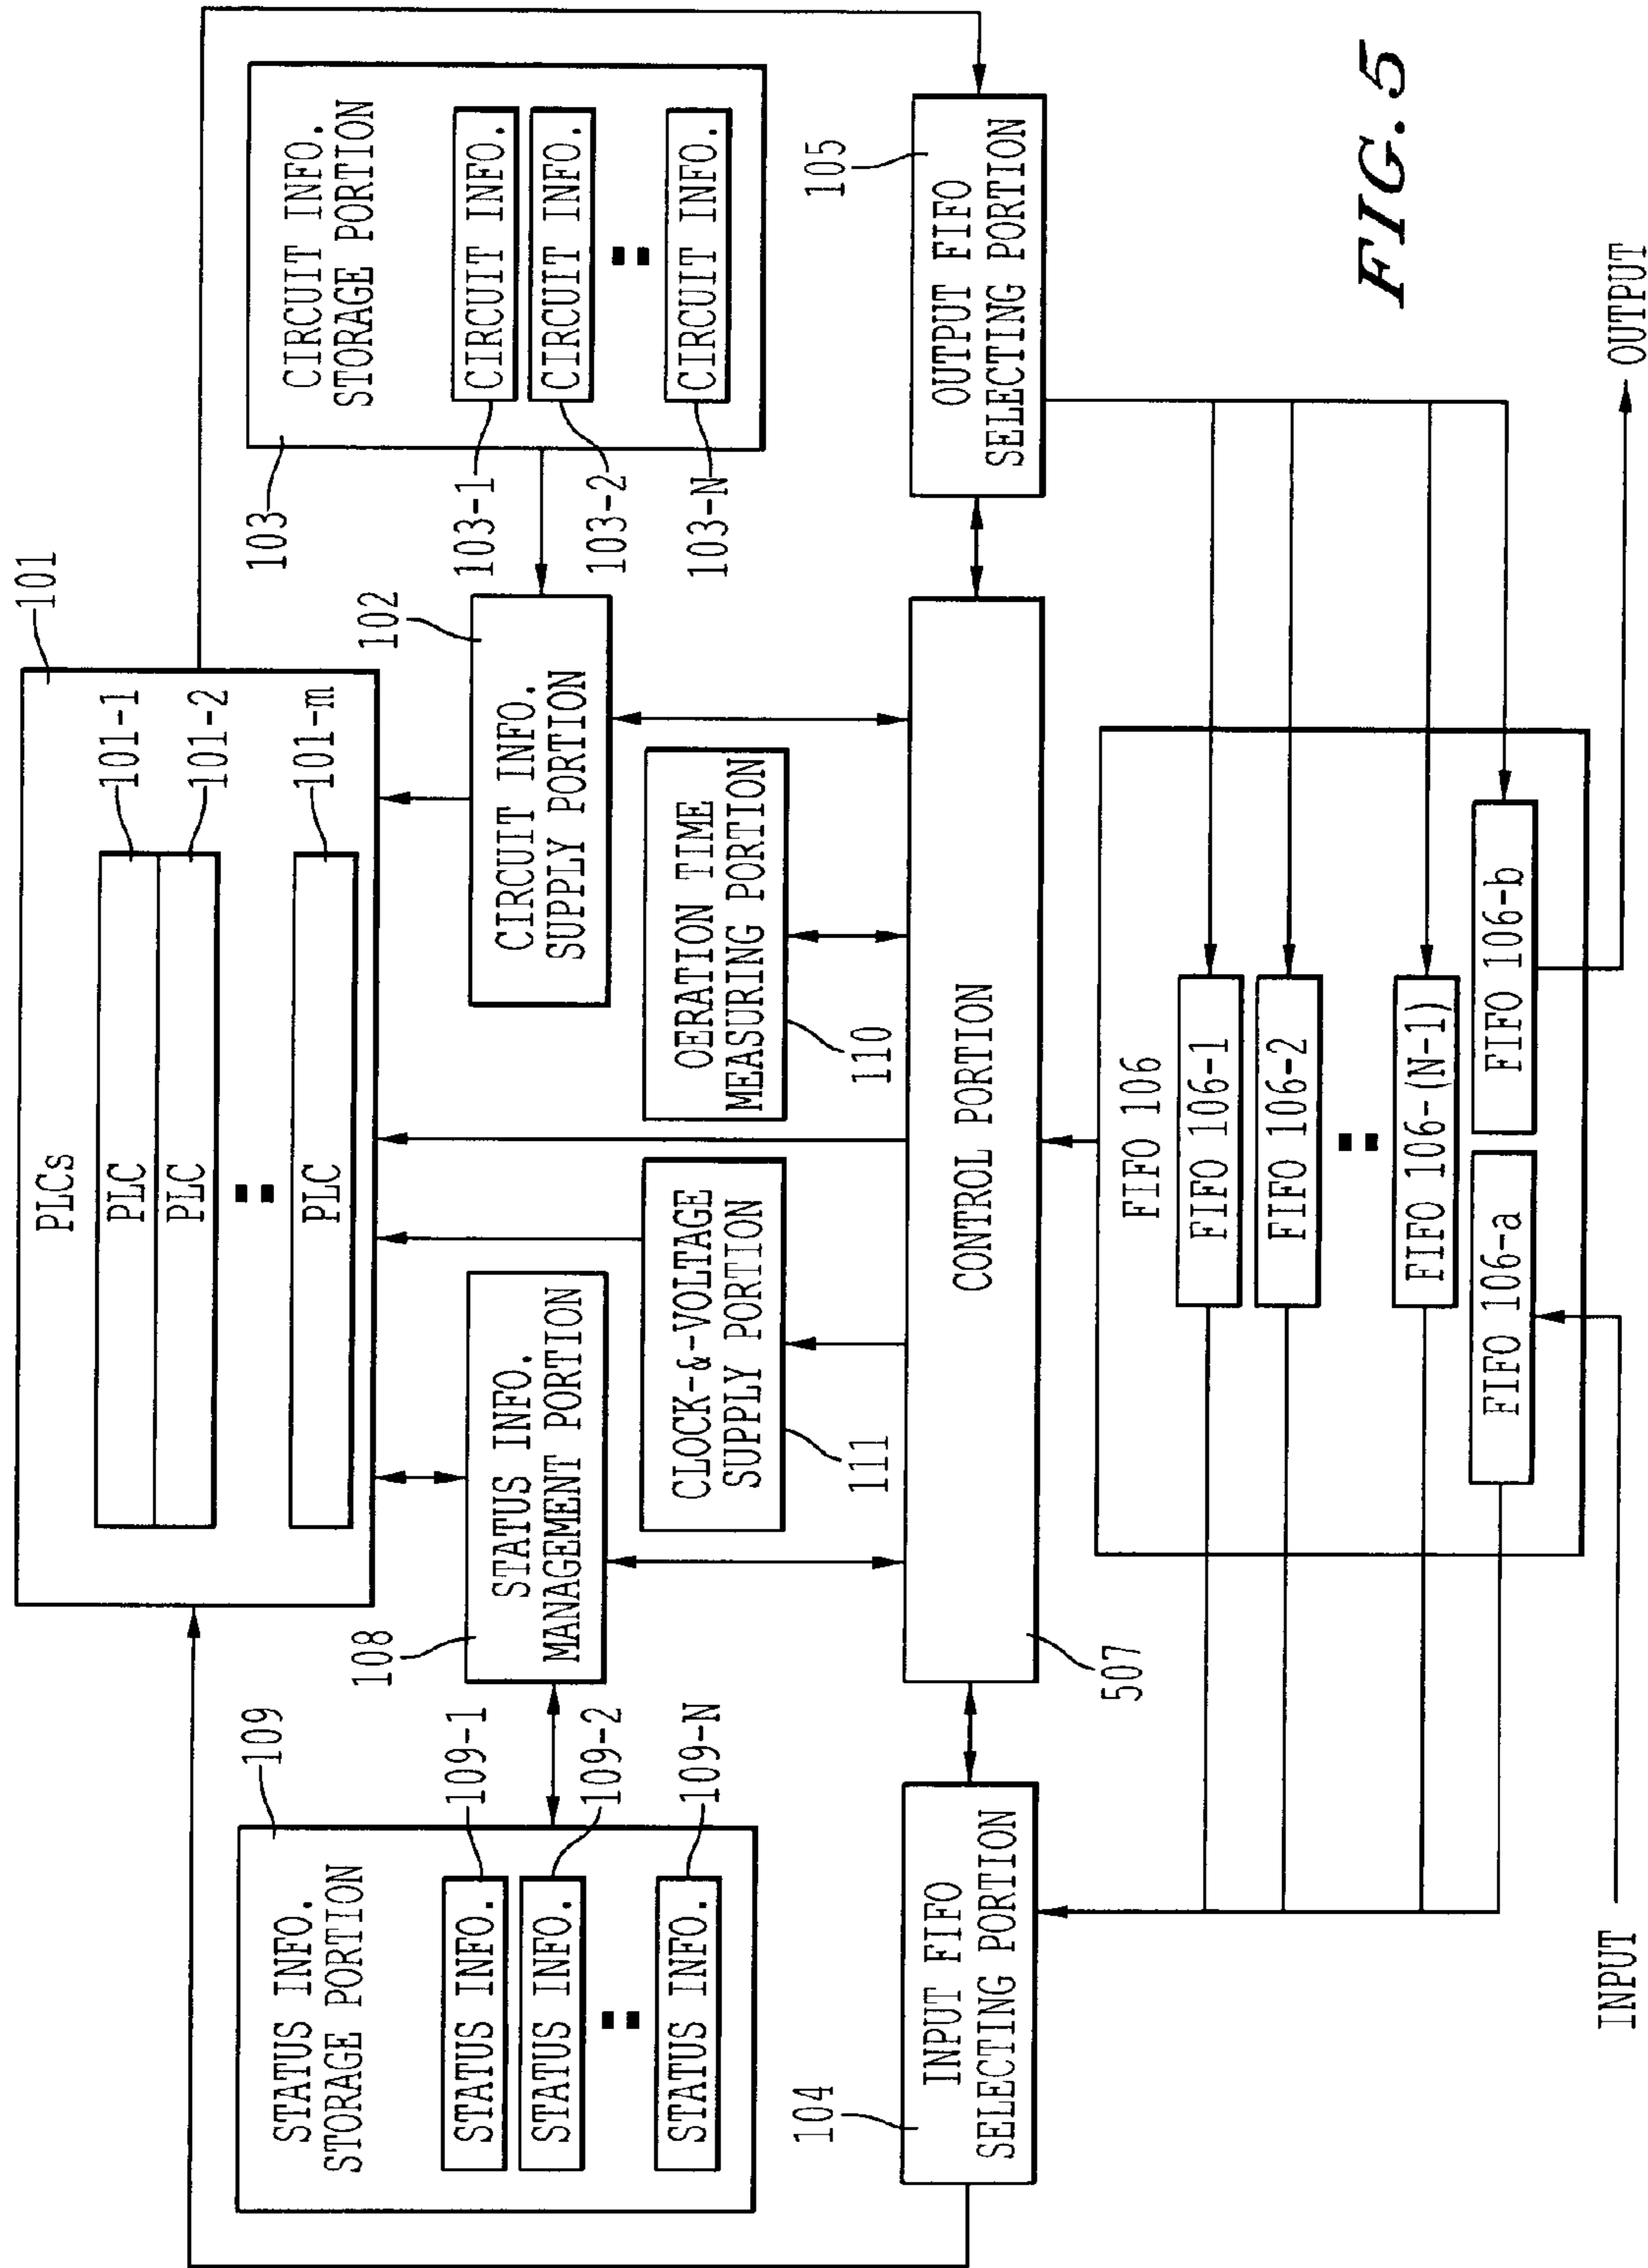 PLCs
101
PLC
101-1
PLC
101-2
PLC
101-m
109
STATUS INFO.
STORAGE PORTION
STATUS INFO.
109-1
STATUS INFO.
109-2
STATUS INFO.
109-N
108
STATUS INFO.
MANAGEMENT PORTION
CIRCUIT INFO.
SUPPLY PORTION
102
103
CIRCUIT INFO.
STORAGE PORTION
103-1
CIRCUIT INFO.
103-2
CIRCUIT INFO.
103-N
CIRCUIT INFO.
CLOCK-&-VOLTAGE
SUPPLY PORTION
111
OERATION TIME
MEASURING PORTION
110
104
INPUT FIFO
SELECTING PORTION
507
CONTROL PORTION
OUTPUT FIFO
SELECTING PORTION
105
FIFO 106
FIFO 106-1
FIFO 106-2
FIFO 106-(N-1)
FIFO 106-a
FIFO 106-b
INPUT
OUTPUT
FIG. 5